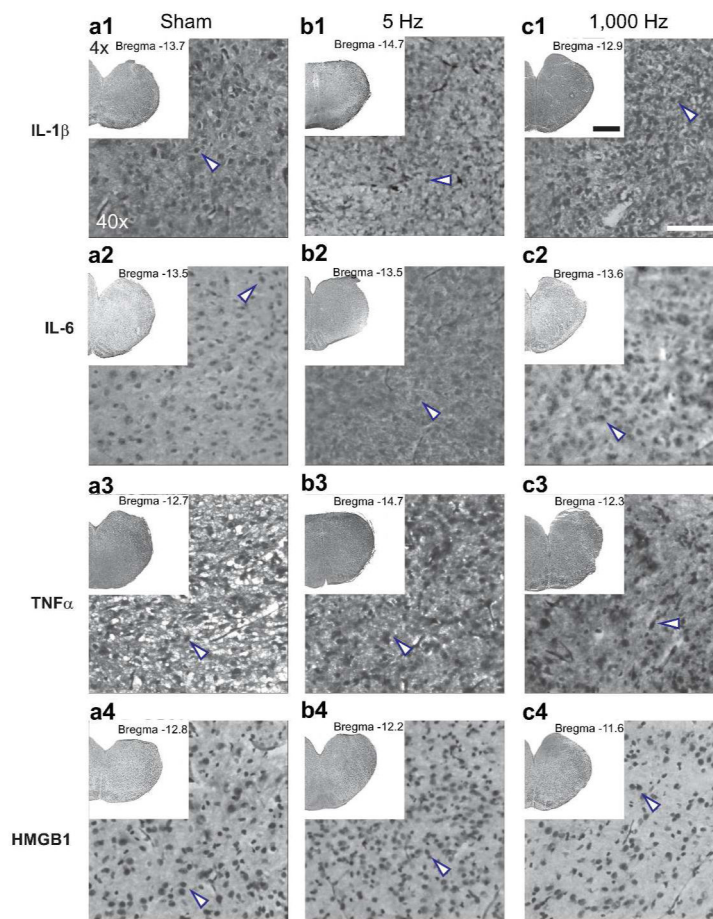 Sham
5 Hz
1,000 Hz
a1
b1
c1
4x
Bregma -13.7
Bregma -14.7
Bregma -12.9
IL-1β
40x
a2
b2
c2
Bregma -13.5
Bregma -13.5
Bregma -13.6
IL-6
a3
b3
c3
Bregma -12.7
Bregma -14.7
Bregma -12.3
TNFα
a4
b4
c4
Bregma -12.8
Bregma -12.2
Bregma -11.6
HMGB1